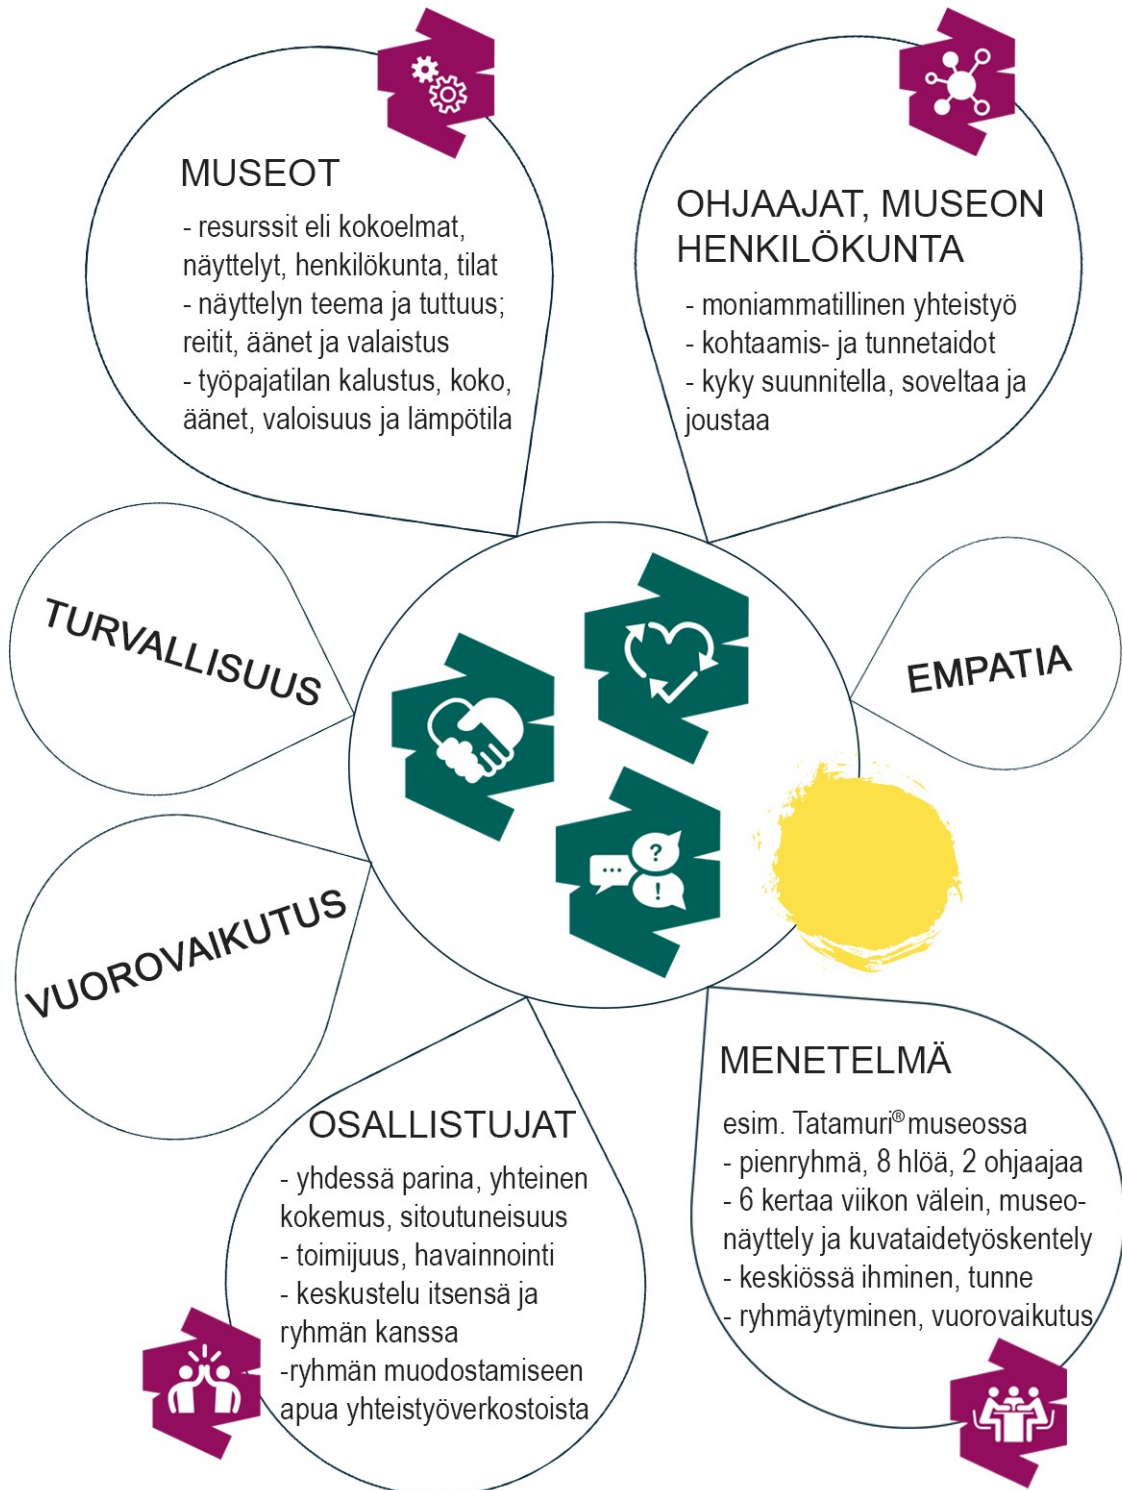 MUSEOT
- resurssit eli kokoelmat,
näyttelyt, henkilökunta, tilat
- näyttelyn teema ja tuttuus;
reitit, äänet ja valaistus
- työpajatilan kalustus, koko,
äänet, valoisuus ja lämpötila
OHJAAJAT, MUSEON
HENKILÖKUNTA
- moniammatillinen yhteistyö
- kohtaamis- ja tunnetaidot
- kyky suunnitella, soveltaa ja
joustaa
TURVALLISUUS
EMPATIA
VUOROVAIKUTUS
...
?
!
OSALLISTUJAT
- yhdessä parina, yhteinen
kokemus, sitoutuneisuus
- toimijuus, havainnointi
- keskustelu itsensä ja
ryhmän kanssa
-ryhmän muodostamiseen
apua yhteistyöverkostoista
MENETELMÄ
esim. Tatamuri® museossa
- pienryhmä, 8 hlöä, 2 ohjaajaa
- 6 kertaa viikon välein, museo-
näyttely ja kuvataidetyöskentely
- keskiössä ihminen, tunne
- ryhmäytyminen, vuorovaikutus